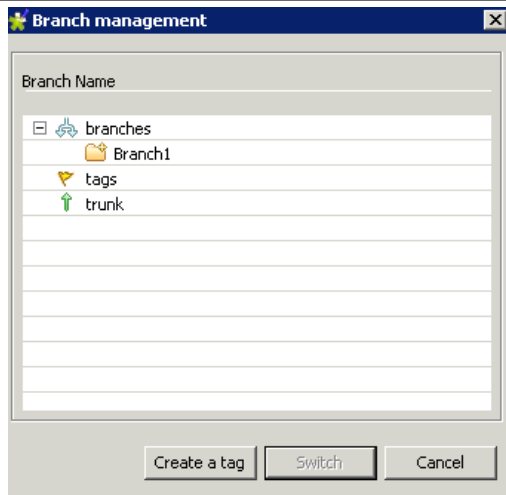 Branch management
Branch Name
branches
Branch1
tags
trunk
Create a tag Switch Cancel